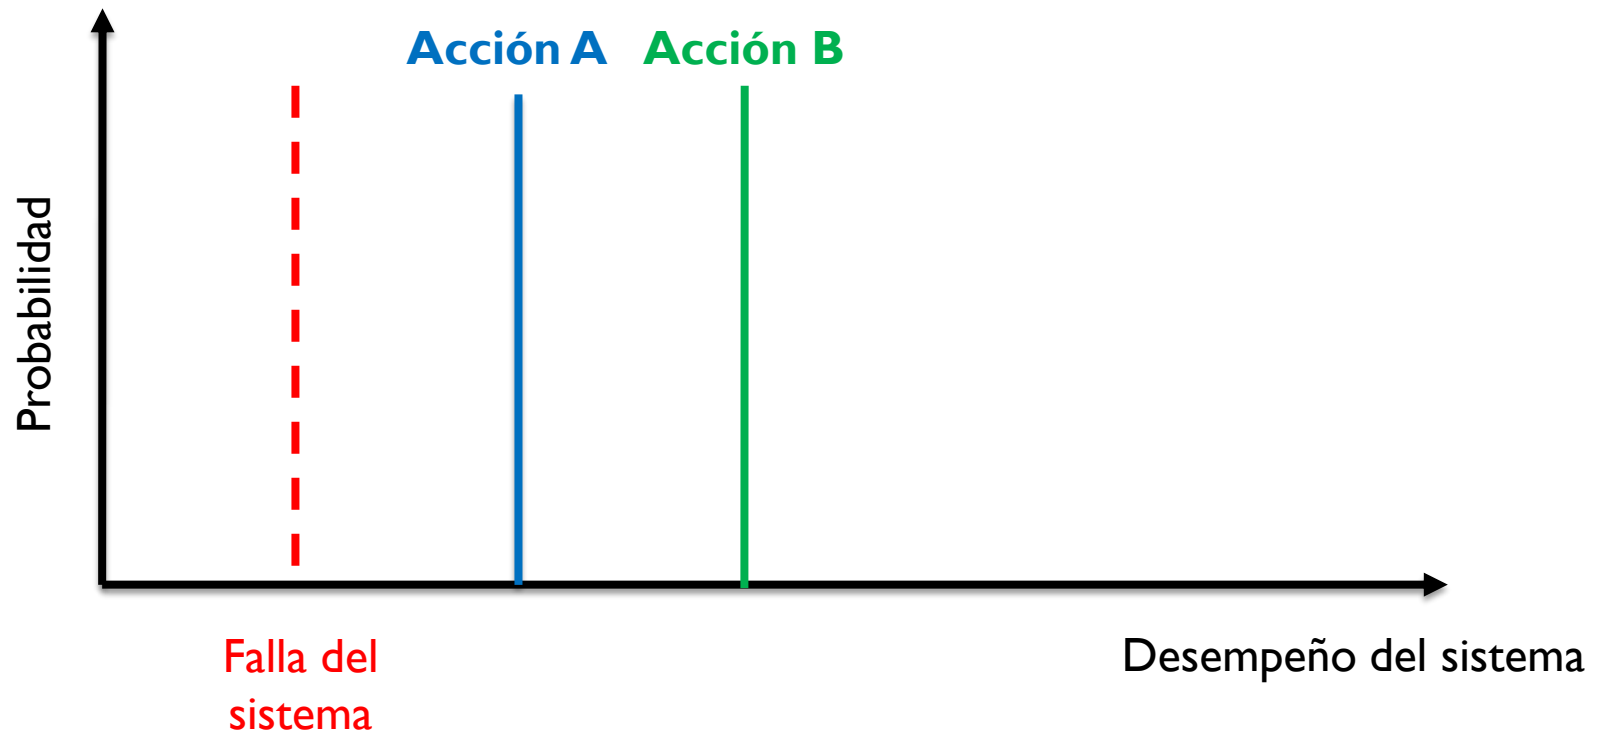 Acción A
Acción B
Probabilidad
Falla del
sistema
Desempeño del sistema